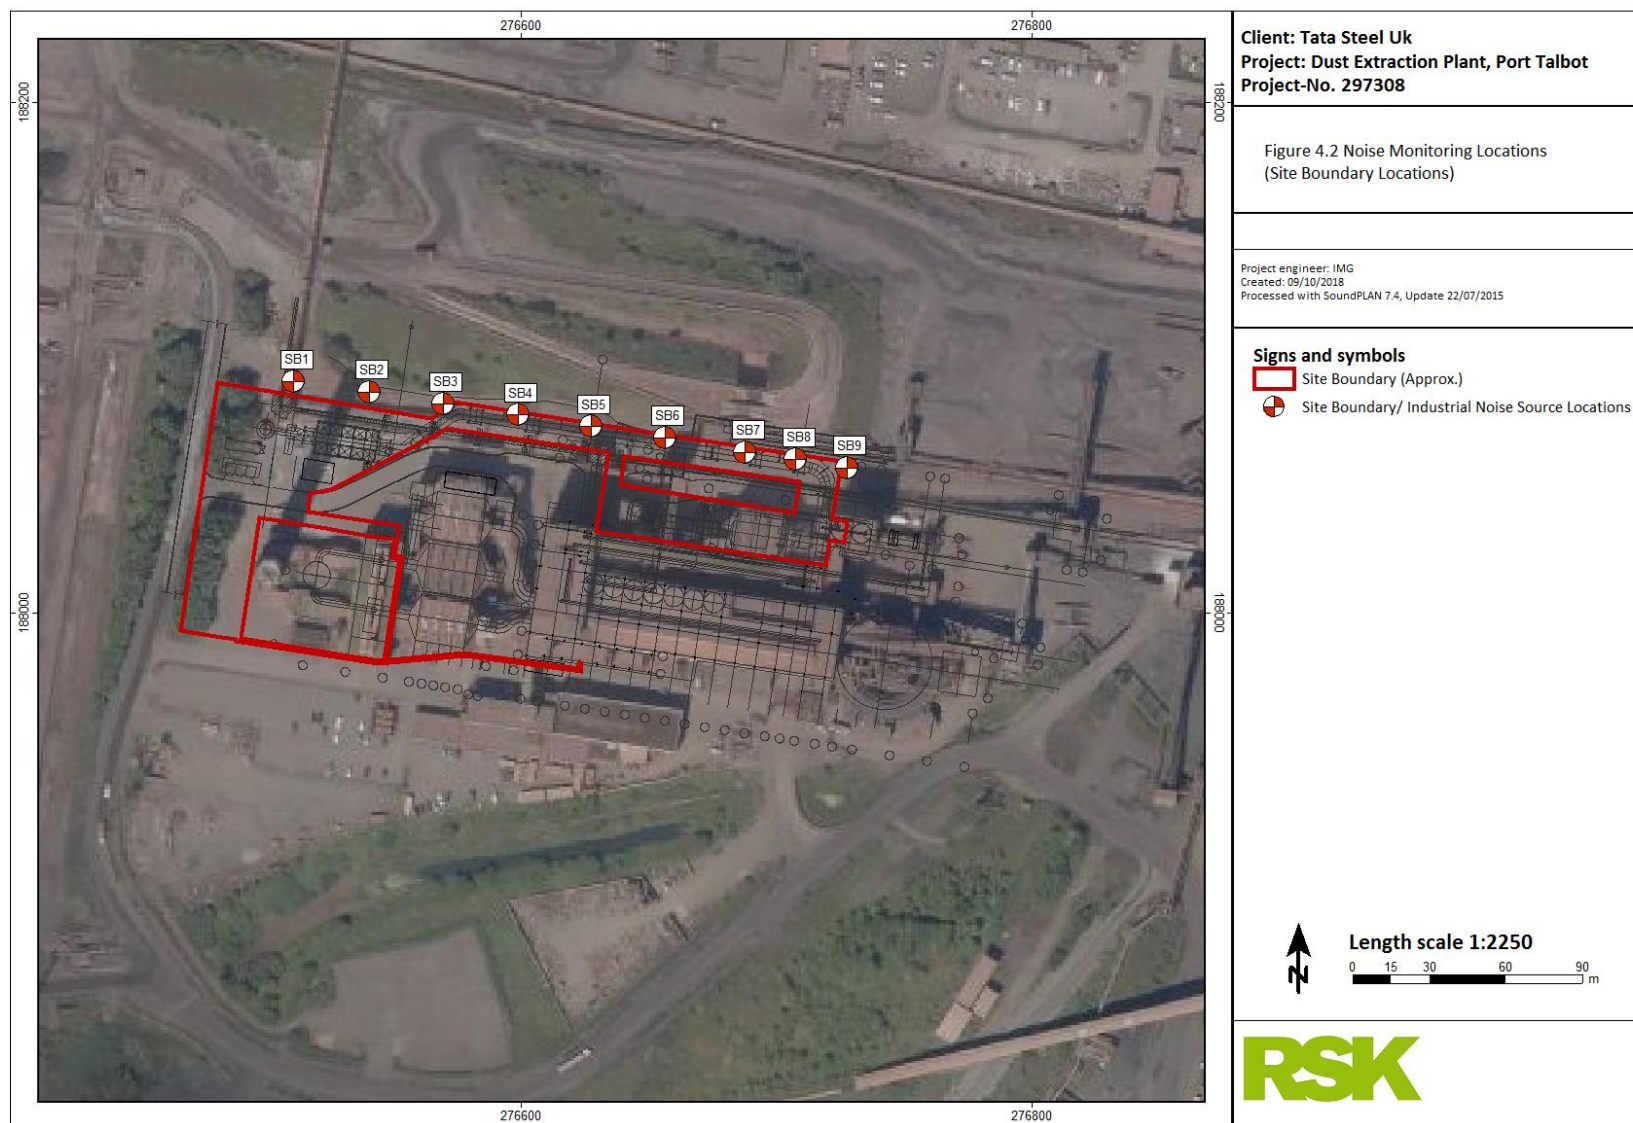 276600
276800
188200
188200
188000
188000
SB1
SB2
SB3
SB4
SB5
SB6
SB7
SB8
SB9
276600
276800
Client: Tata Steel Uk
Project: Dust Extraction Plant, Port Talbot
Project-No. 297308
Figure 4.2 Noise Monitoring Locations
(Site Boundary Locations)
Project engineer: IMG
Created: 09/10/2018
Processed with SoundPLAN 7.4, Update 22/07/2015
Signs and symbols
Site Boundary (Approx.)
Site Boundary/ Industrial Noise Source Locations
N
Length scale 1:2250
0 15 30 60 90
m
RSK